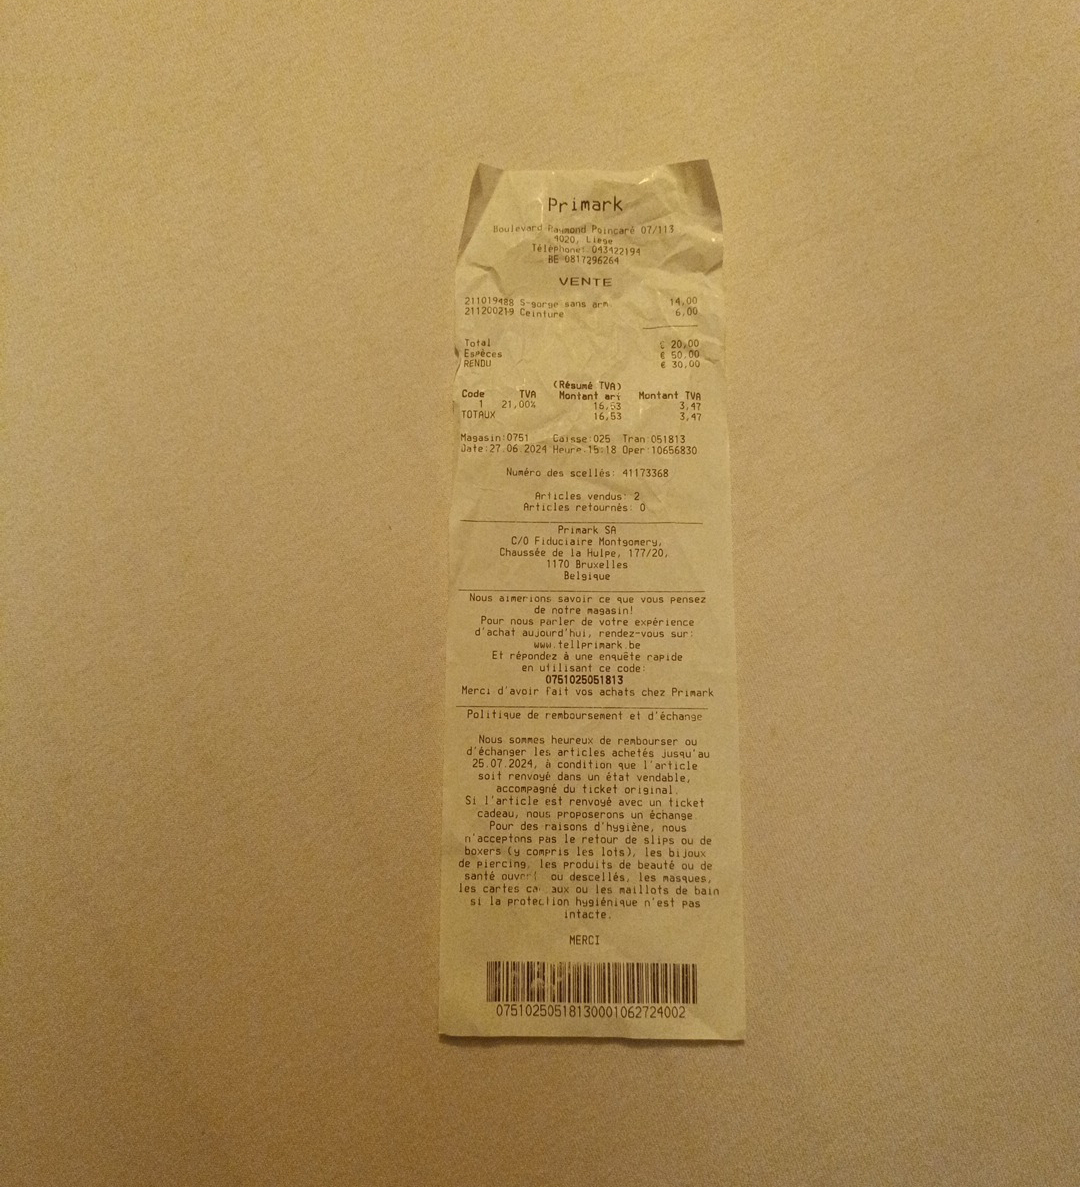 Primark
Boulevard Raymond Poincaré 07/113
4020, Liege
Téléphone: 043422194
BE 0817296264
VENTE
211019488 S-gorge sans arm 14,00
211200219 Ceinture 6,00
Total € 20,00
Espèces € 50,00
RENDU € 30,00
(Résumé TVA)
Code TVA Montant ari Montant TVA
1 21,00% 16,53 3,47
TOTAUX 16,53 3,47
Magasin:0751 Caisse:025 Tran:051813
Date:27.06.2024 Heure:15:18 Oper:10656830
Numéro des scellés: 41173368
Articles vendus: 2
Articles retournés: 0
Primark SA
C/O Fiduciaire Montgomery,
Chaussée de la Hulpe, 177/20,
1170 Bruxelles
Belgique
Nous aimerions savoir ce que vous pensez
de notre magasin!
Pour nous parler de votre expérience
d'achat aujourd'hui, rendez-vous sur:
www.tellprimark.be
Et répondez à une enquête rapide
en utilisant ce code:
0751025051813
Merci d'avoir fait vos achats chez Primark
Politique de remboursement et d'échange
Nous sommes heureux de rembourser ou
d'échanger les articles achetés jusqu'au
25.07.2024, à condition que l'article
soit renvoyé dans un état vendable,
accompagné du ticket original.
Si l'article est renvoyé avec un ticket
cadeau, nous proposerons un échange
Pour des raisons d'hygiène, nous
n'acceptons pas le retour de slips ou de
boxers (y compris les lots), les bijoux
de piercing, les produits de beauté ou de
santé ou descellés, les masques,
les cartes ou les maillots de bain
si la protection hygiénique n'est pas
intacte.
MERCI
07510250518130001062724002